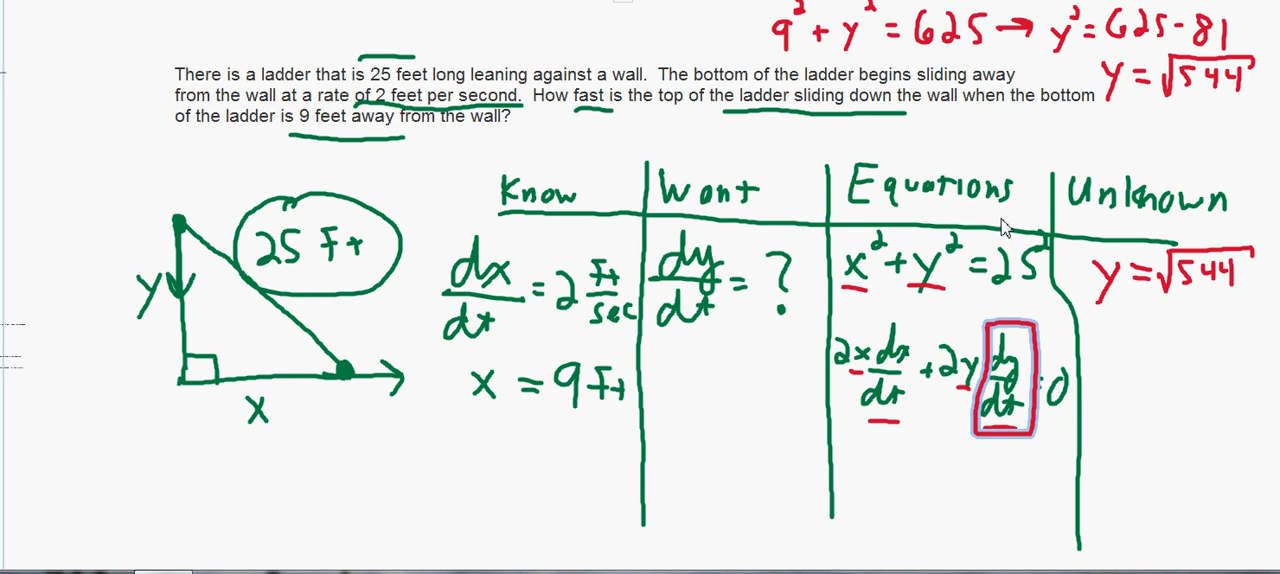 9² + y² = 625 → y² = 625-81
y = √544
There is a ladder that is 25 feet long leaning against a wall. The bottom of the ladder begins sliding away
from the wall at a rate of 2 feet per second. How fast is the top of the ladder sliding down the wall when the bottom
of the ladder is 9 feet away from the wall?
Know Want Equations Unknown
25 Ft
y
x
dx/dt = 2 Ft/sec
x = 9 Ft
dy/dt = ?
x² + y² = 25²
2x dx/dt + 2y dy/dt = 0
y = √544